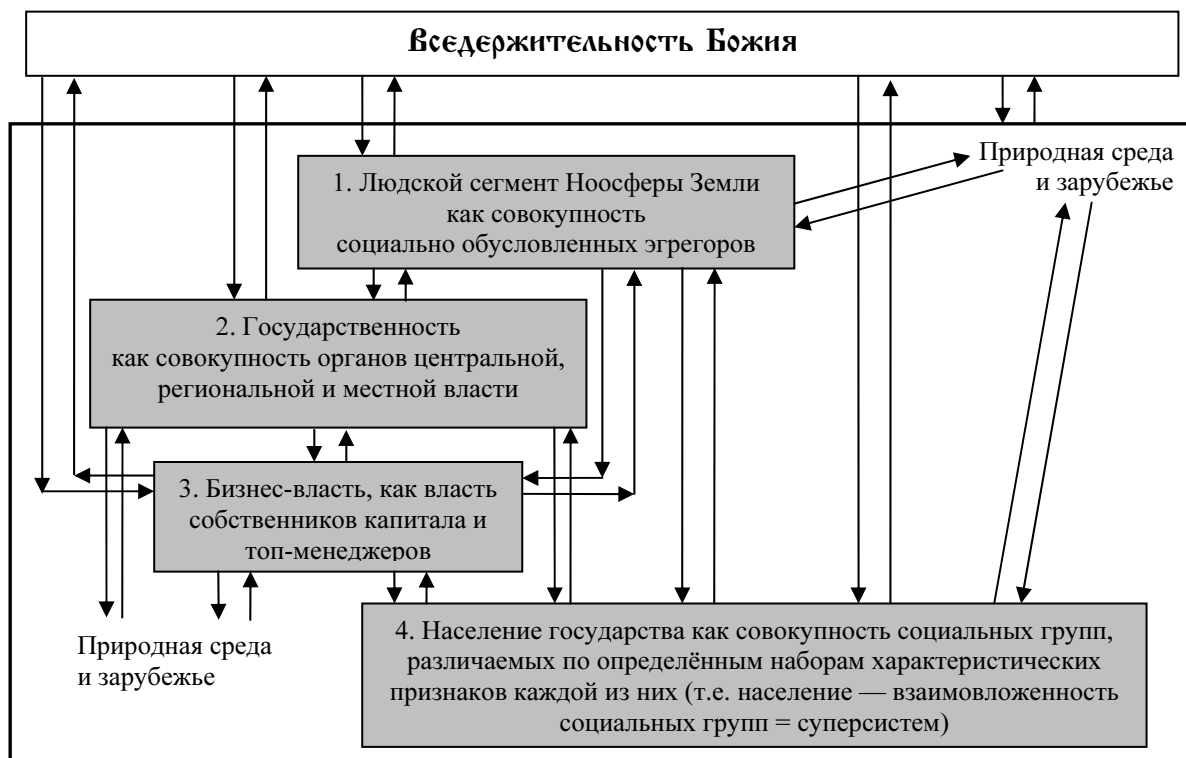 Вседержительность Божия
Природная среда
и зарубежье
1. Людской сегмент Ноосферы Земли
как совокупность
социально обусловленных эгрегоров
2. Государственность
как совокупность органов центральной,
региональной и местной власти
3. Бизнес-власть, как власть
собственников капитала и
топ-менеджеров
Природная среда
и зарубежье
4. Население государства как совокупность социальных групп,
различаемых по определённым наборам характеристических
признаков каждой из них (т.е. население — взаимовложенность
социальных групп = суперсистем)